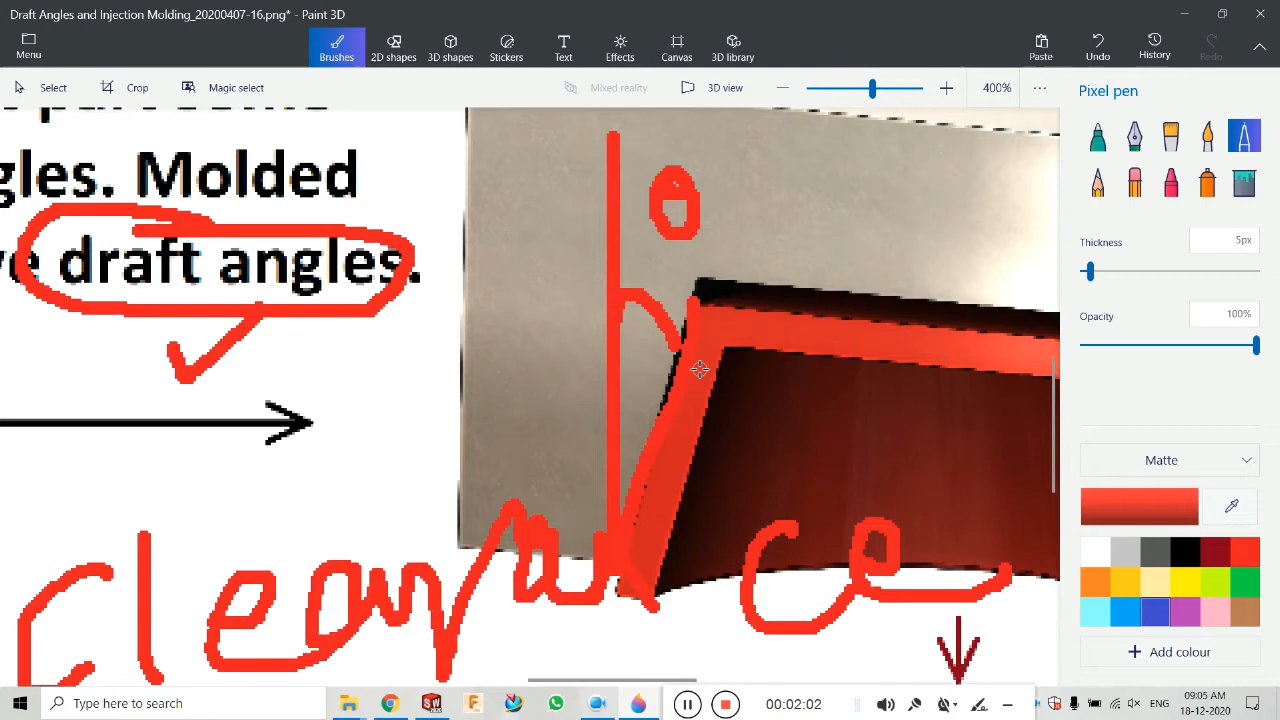 Draft Angles and Injection Molding_20200407-16.png* - Paint 3D
Menu
Brushes
2D shapes
3D shapes
Stickers
Text
Effects
Canvas
3D library
Paste
Undo
History
Redo
Select
Crop
Magic select
Mixed reality
3D view
400%
Pixel pen
gles. Molded
e draft angles.
θ
Clearance
Thickness
5px
Opacity
100%
Matte
Add colour
Type here to search
00:02:02
ENG
09:05 AM
18-12-2020